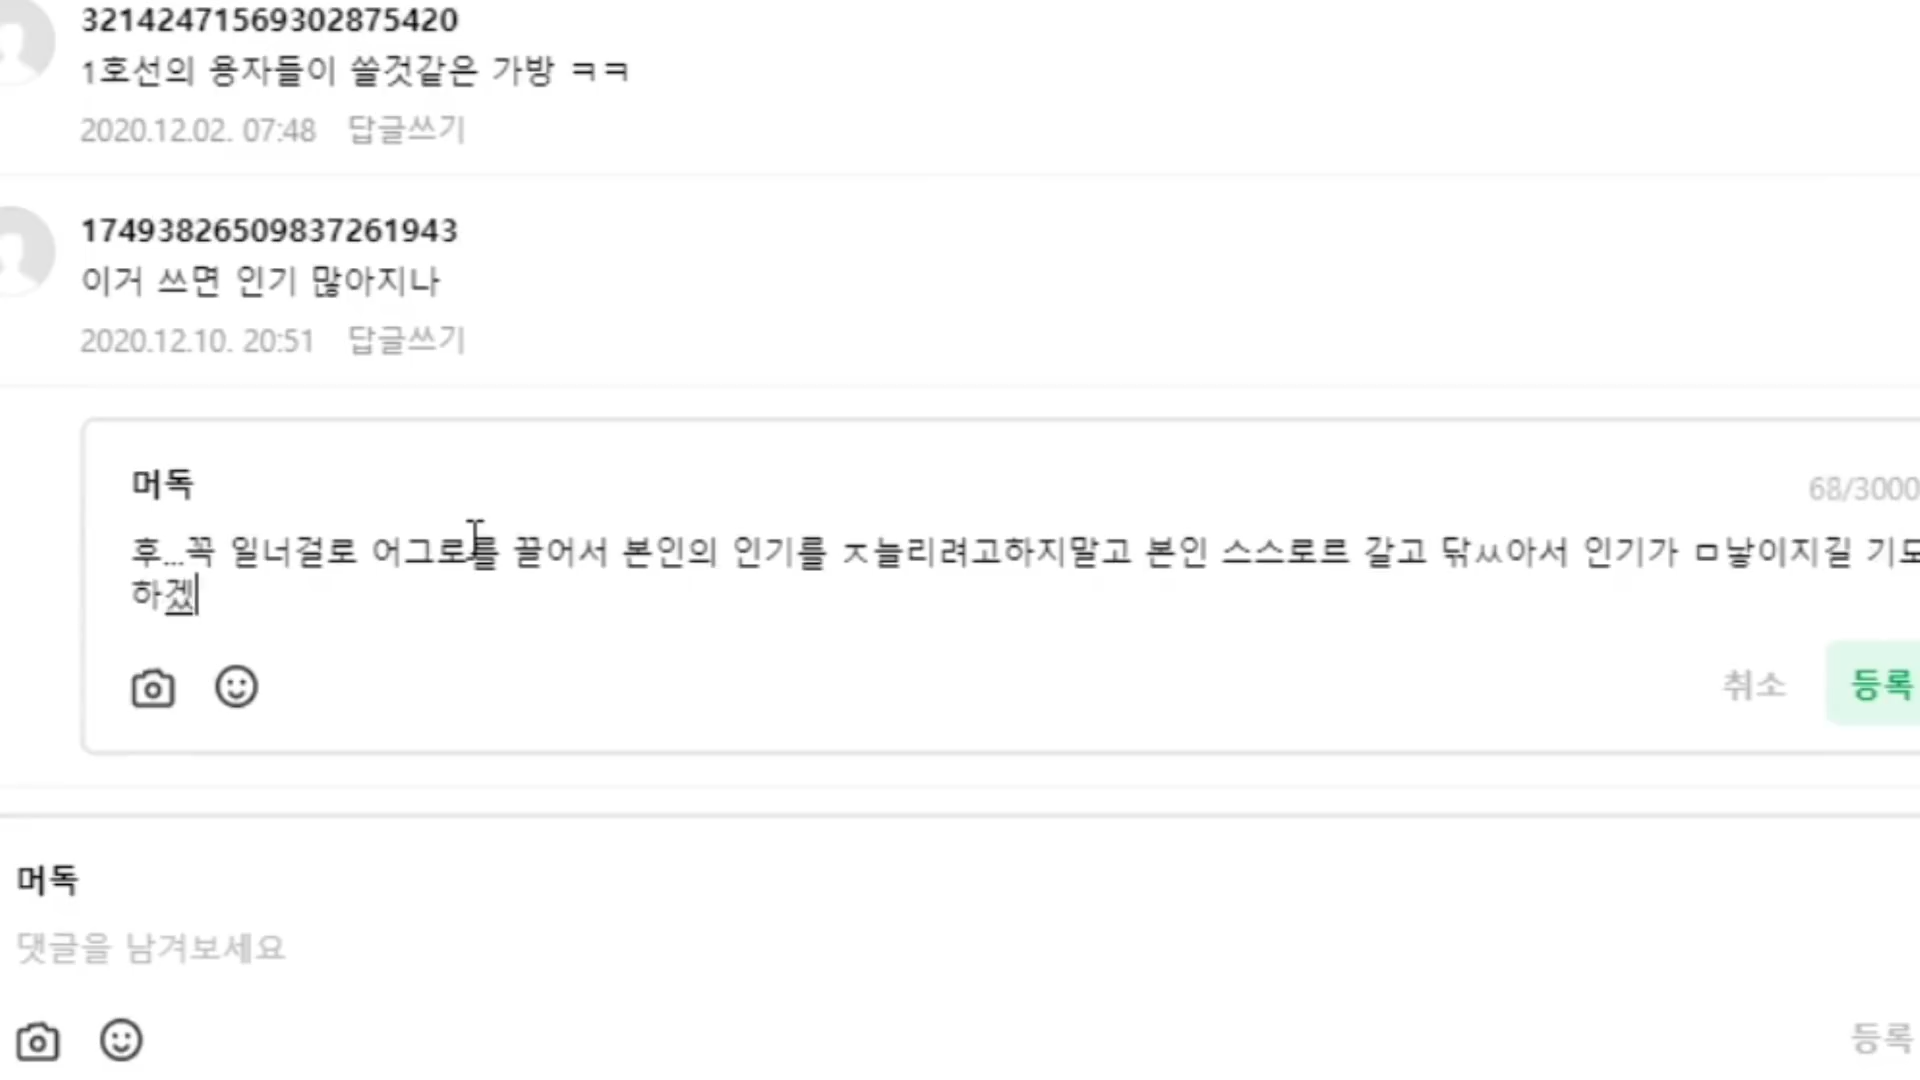 32142471569302875420
1호선의 용자들이 쓸것같은 가방 ㅋㅋ
2020.12.02. 07:48 답글쓰기
17493826509837261943
이거 쓰면 인기 많아지나
2020.12.10. 20:51 답글쓰기
머독
68/3000
후...꼭 일너걸로 어그로를 끌어서 본인의 인기를 ㅈ늘리려고하지말고 본인 스스로르 갈고 닦ㅆ아서 인기가 ㅁ낳이지길 기도
하겠
취소 등록
머독
댓글을 남겨보세요
등록